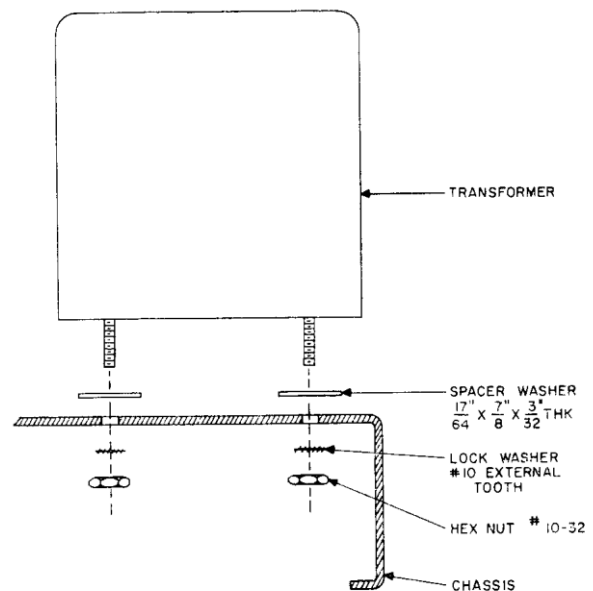 TRANSFORMER
SPACER WASHER
17"/64 X 7"/8 X 3"/32 THK
LOCK WASHER
#10 EXTERNAL
TOOTH
HEX NUT # 10-32
CHASSIS